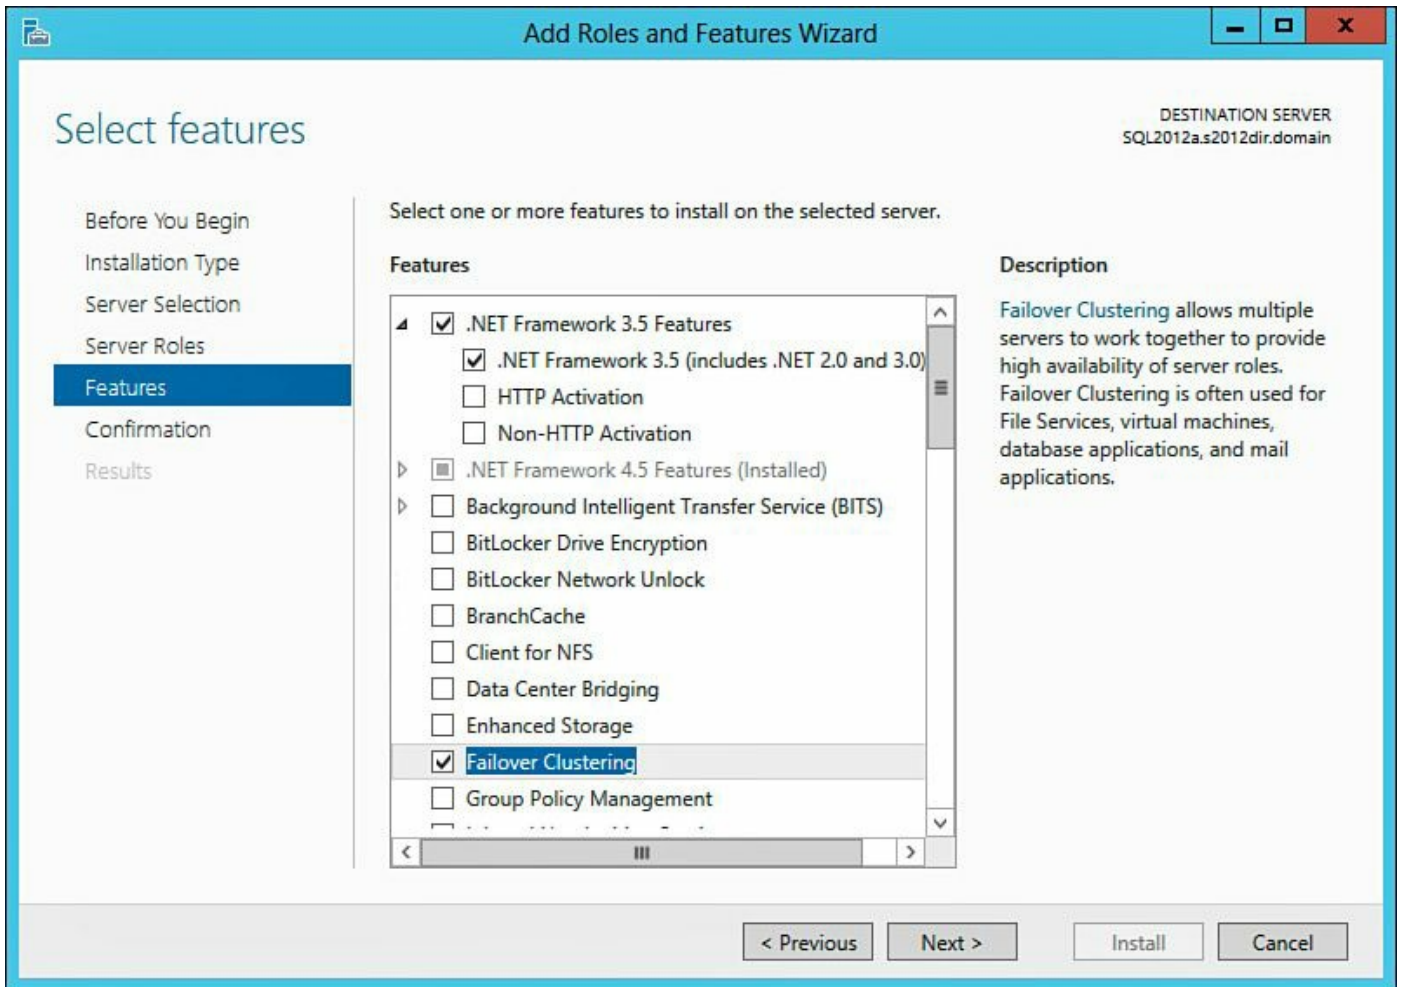 Add Roles and Features Wizard
Select features
DESTINATION SERVER
SQL2012a.s2012dir.domain
Before You Begin
Installation Type
Server Selection
Server Roles
Features
Confirmation
Results
Select one or more features to install on the selected server.
Features
.NET Framework 3.5 Features
.NET Framework 3.5 (includes .NET 2.0 and 3.0)
HTTP Activation
Non-HTTP Activation
.NET Framework 4.5 Features (Installed)
Background Intelligent Transfer Service (BITS)
BitLocker Drive Encryption
BitLocker Network Unlock
BranchCache
Client for NFS
Data Center Bridging
Enhanced Storage
Failover Clustering
Group Policy Management
Description
Failover Clustering allows multiple
servers to work together to provide
high availability of server roles.
Failover Clustering is often used for
File Services, virtual machines,
database applications, and mail
applications.
< Previous
Next >
Install
Cancel